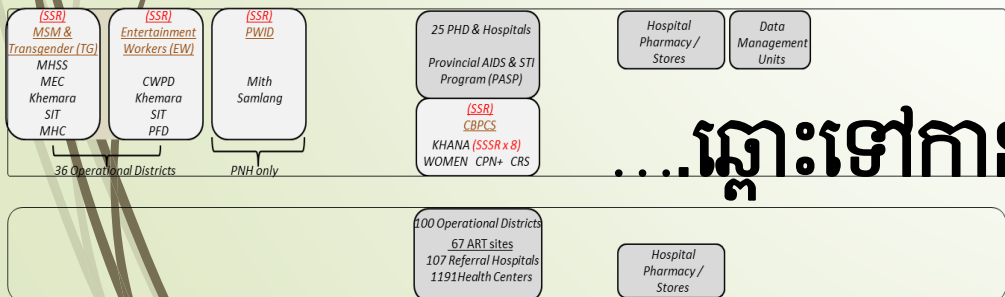 (SSR)
MSM &
Transgender (TG)
MHSS
MEC
Khemara
SIT
MHC
(SSR)
Entertainment
Workers (EW)
CWPD
Khemara
SIT
PFD
(SSR)
PWID
Mith
Samlang
36 Operational Districts
PNH only
25 PHD & Hospitals
Provincial AIDS & STI
Program (PASP)
(SSR)
CBPCS
KHANA (SSSR x 8)
WOMEN CPN+ CRS
Hospital
Pharmacy /
Stores
Data
Management
Units
….ឆ្ពោះទៅកាន
100 Operational Districts
67 ART sites
107 Referral Hospitals
1191Health Centers
Hospital
Pharmacy /
Stores